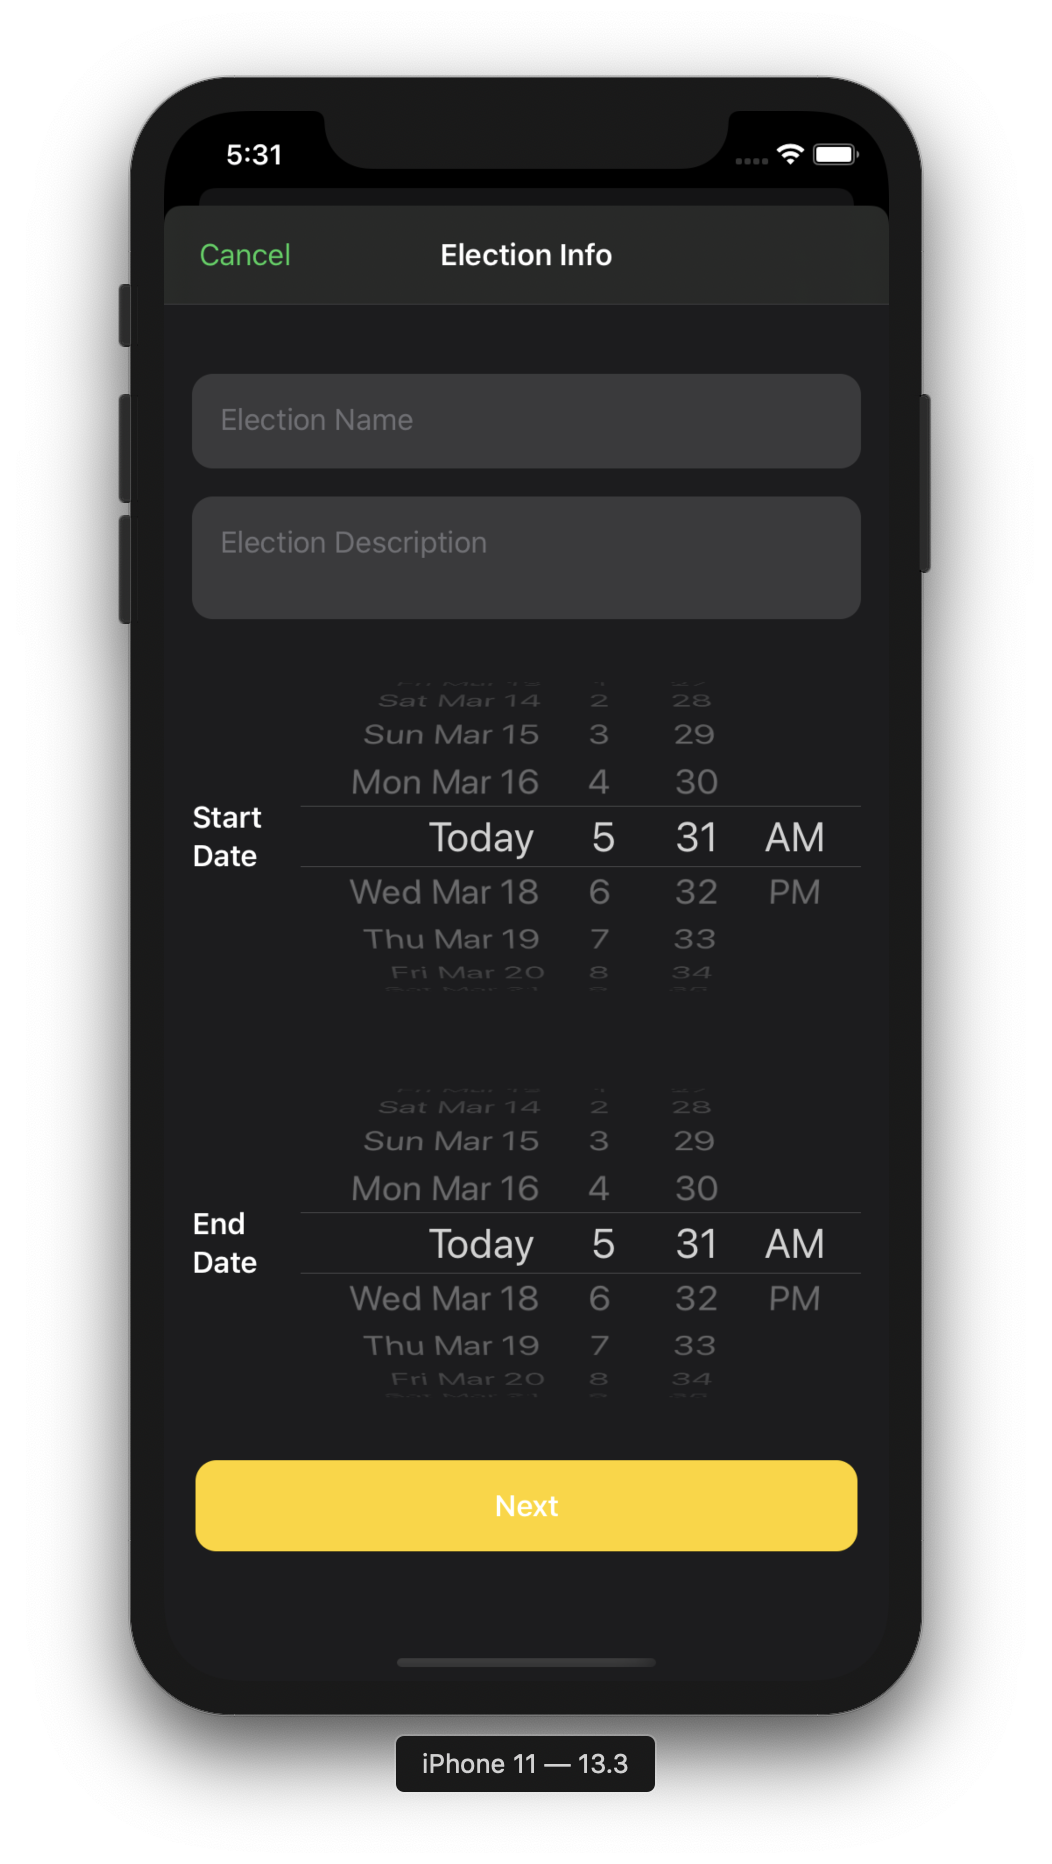 5:31
Cancel Election Info
Election Name
Election Description
Sat Mar 14 2 28
Sun Mar 15 3 29
Mon Mar 16 4 30
Start Date
Today 5 31 AM
Wed Mar 18 6 32 PM
Thu Mar 19 7 33
Fri Mar 20 8 34
Sat Mar 14 2 28
Sun Mar 15 3 29
Mon Mar 16 4 30
End Date
Today 5 31 AM
Wed Mar 18 6 32 PM
Thu Mar 19 7 33
Fri Mar 20 8 34
Next
iPhone 11 — 13.3